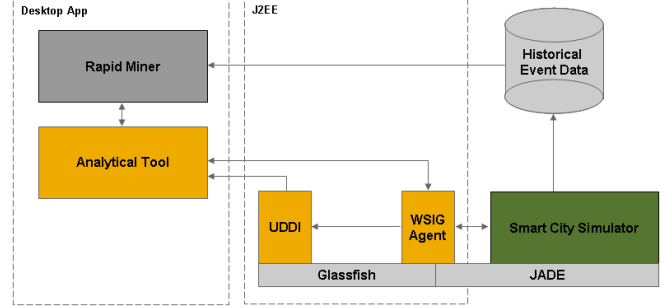 Desktop App
J2EE
Rapid Miner
Historical
Event Data
Analytical Tool
UDDI
WSIG
Agent
Smart City Simulator
Glassfish
JADE